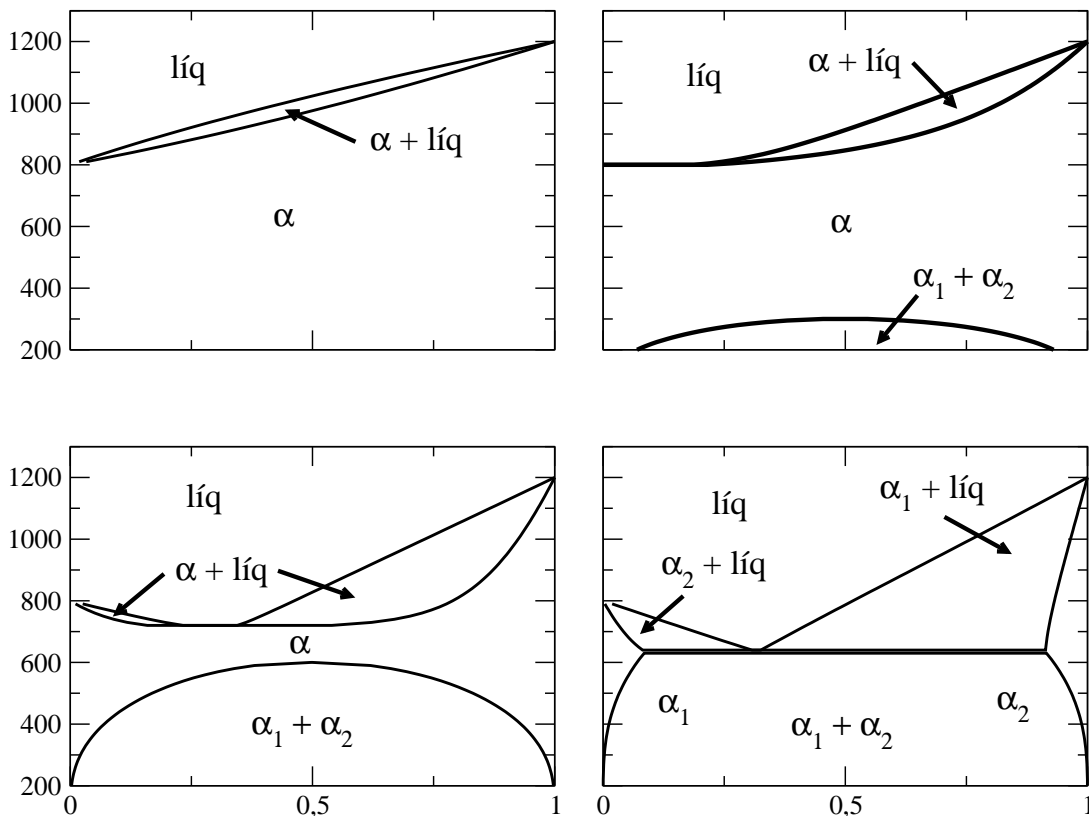 1200
1000
800
600
400
200
líq
α + líq
α
líq
α + líq
α
α₁ + α₂
1200
1000
800
600
400
200
0
0,5
1
líq
α + líq
α
α₁ + α₂
líq
α₁ + líq
α₂ + líq
α₁
α₂
α₁ + α₂
0
0,5
1